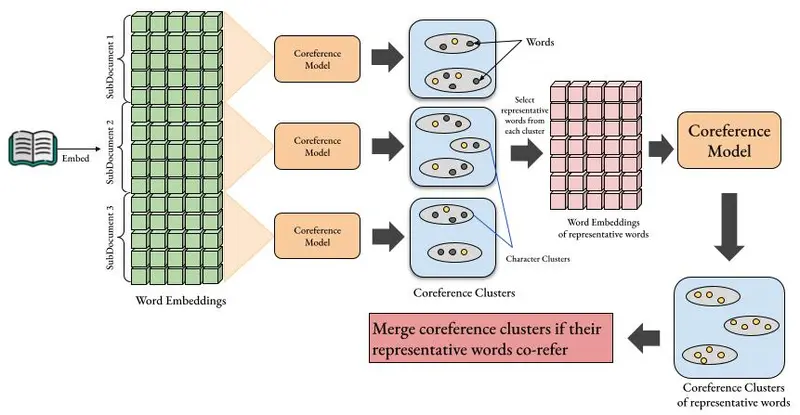 SubDocument 1
SubDocument 2
SubDocument 3
Embed
Word Embeddings
Coreference
Model
Coreference
Model
Coreference
Model
Words
Character Clusters
Coreference Clusters
Select
representative
words from
each cluster
Word Embeddings
of representative words
Coreference
Model
Coreference Clusters
of representative words
Merge coreference clusters if their
representative words co-refer